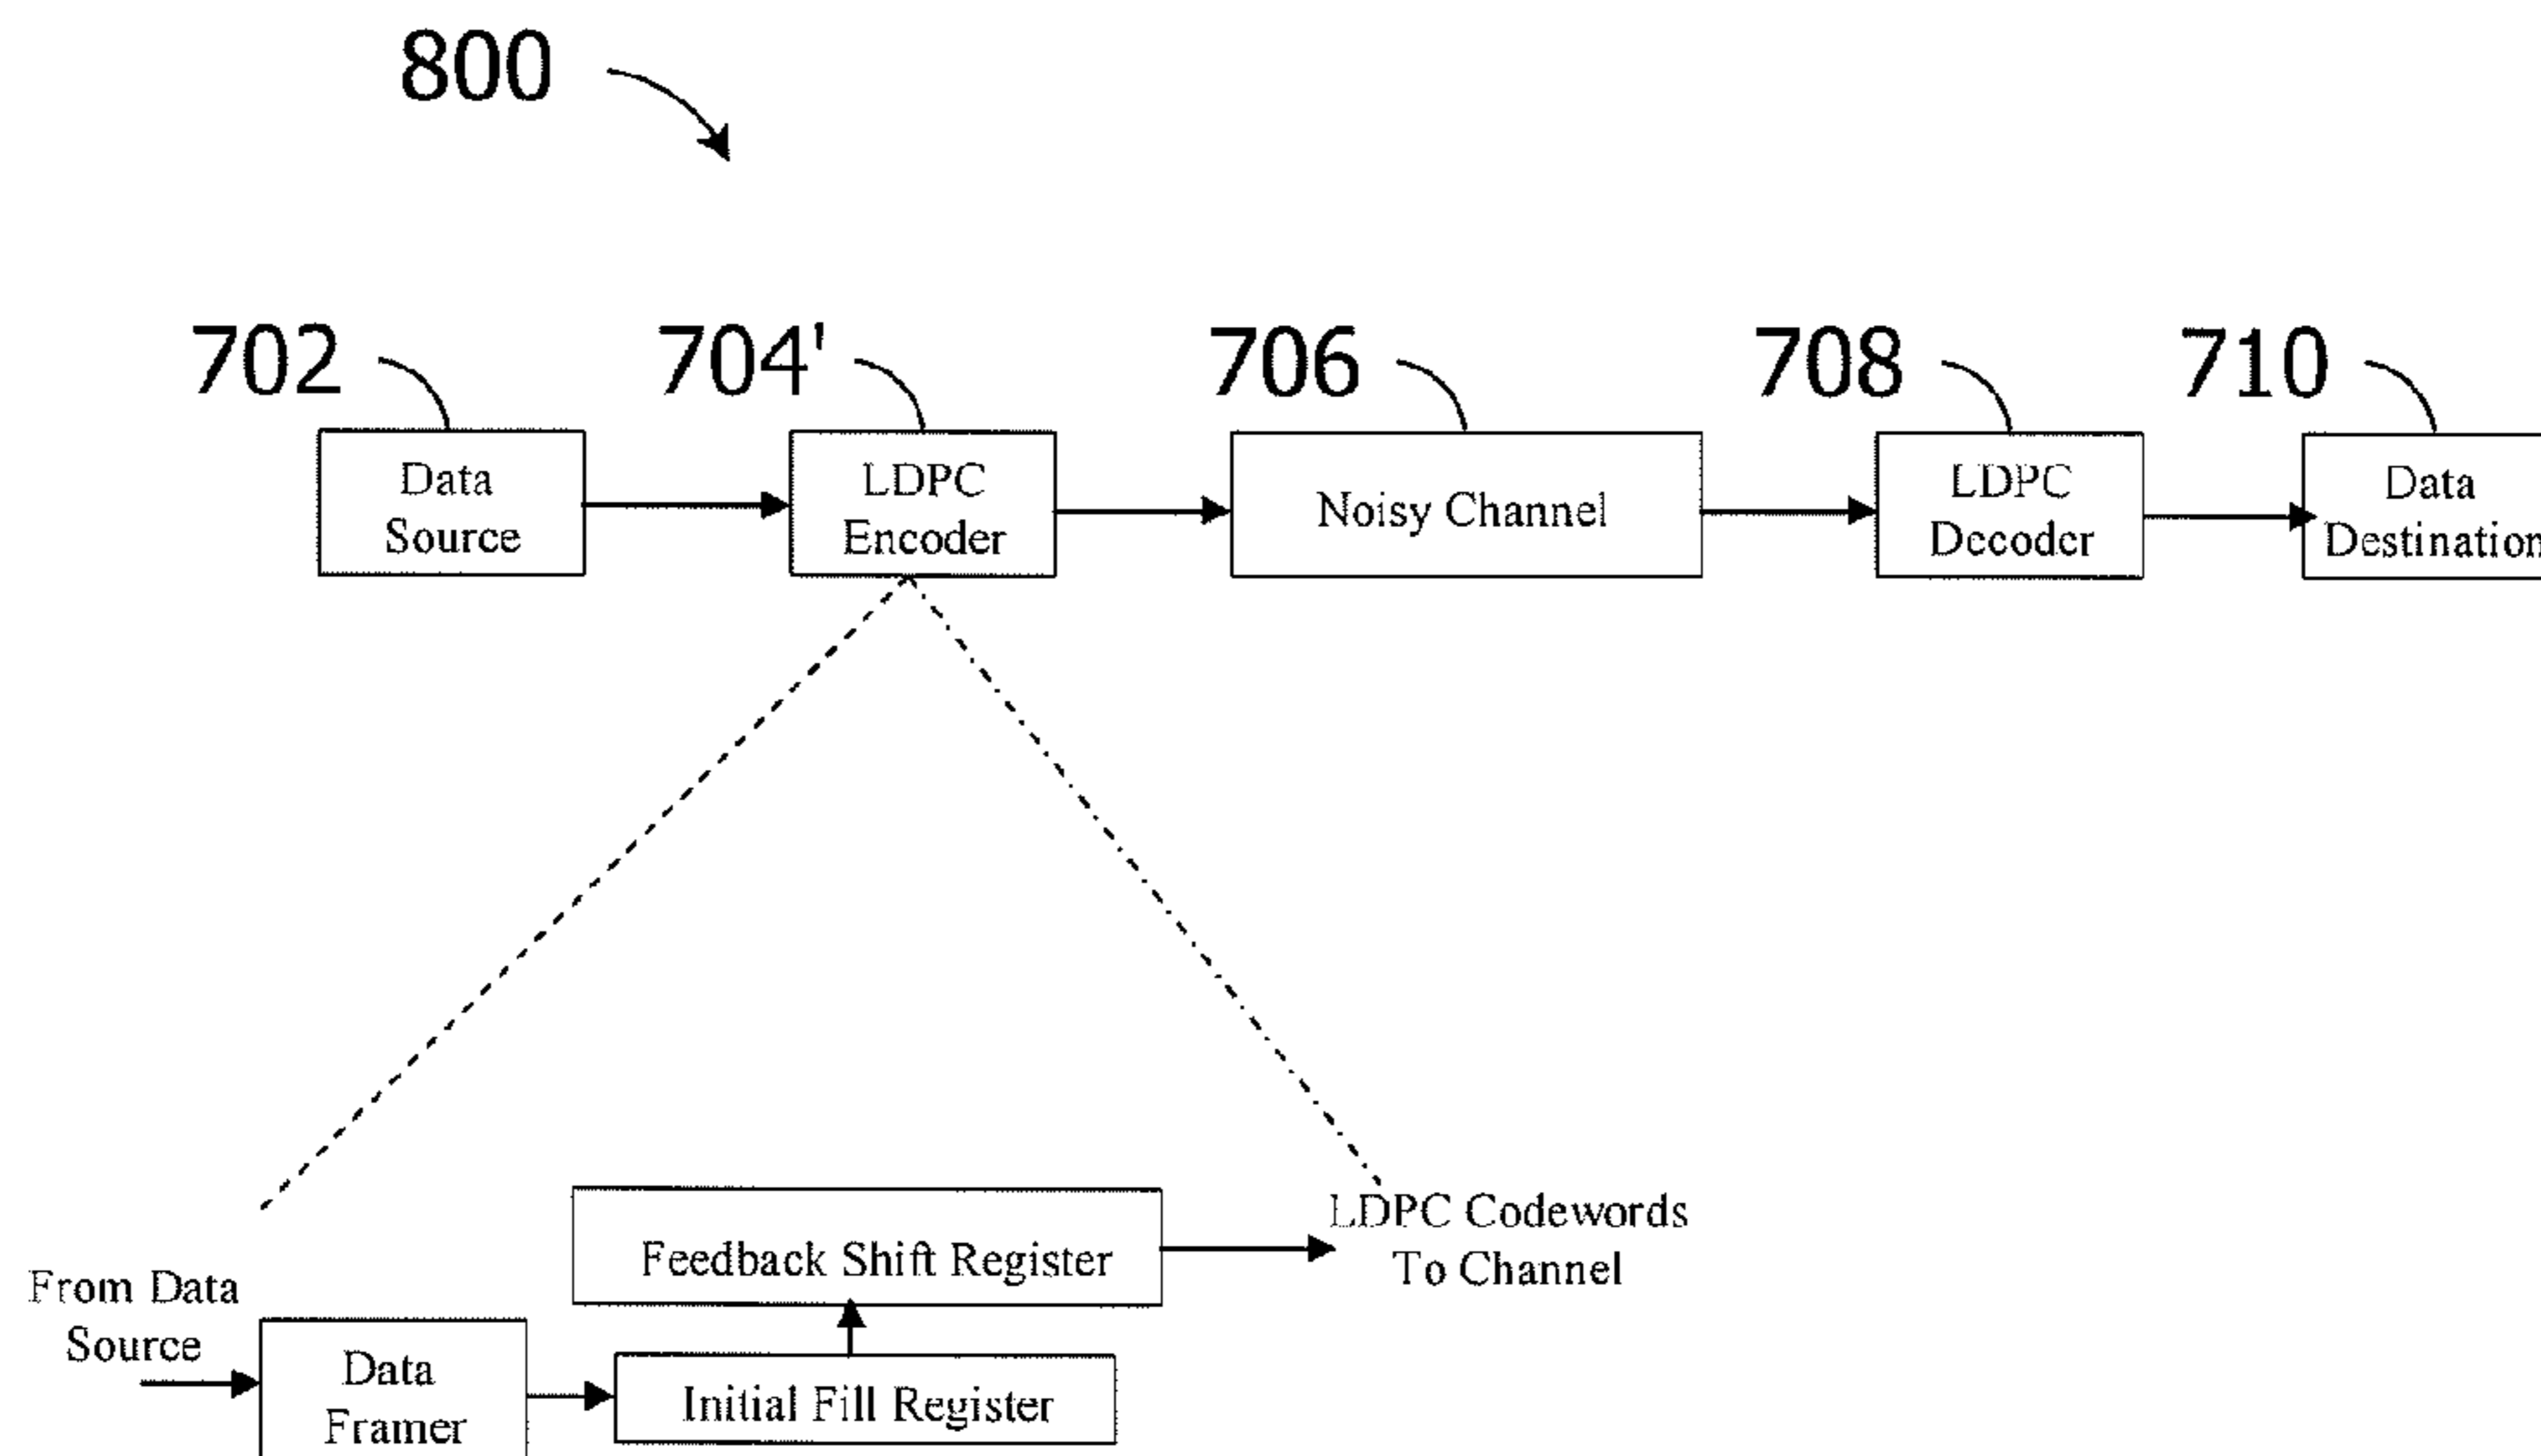 800
702
704'
706
708
710
Data
Source
LDPC
Encoder
Noisy Channel
LDPC
Decoder
Data
Destination
From Data
Source
Data
Framer
Initial Fill Register
Feedback Shift Register
LDPC Codewords
To Channel